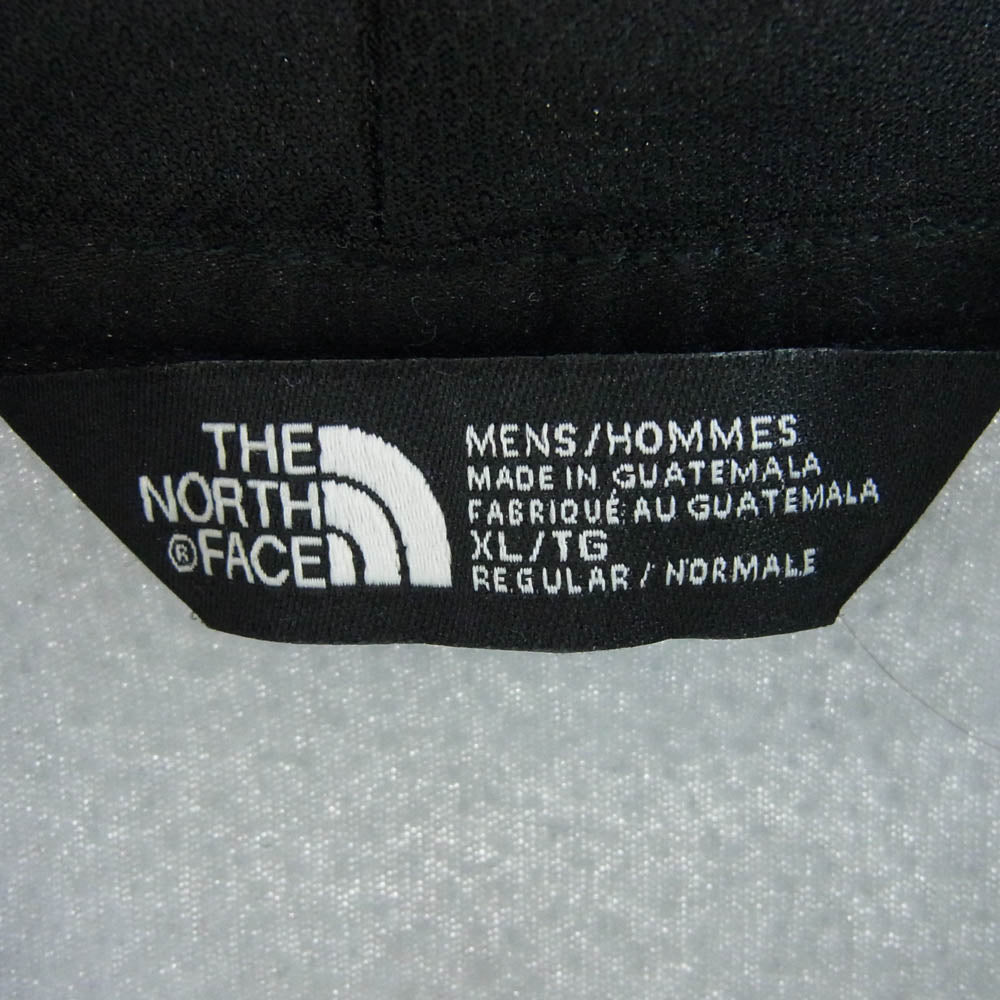 THE
NORTH
® FACE
MENS/HOMMES
MADE IN GUATEMALA
FABRIQUÉ AU GUATEMALA
XL/TG
REGULAR / NORMALE